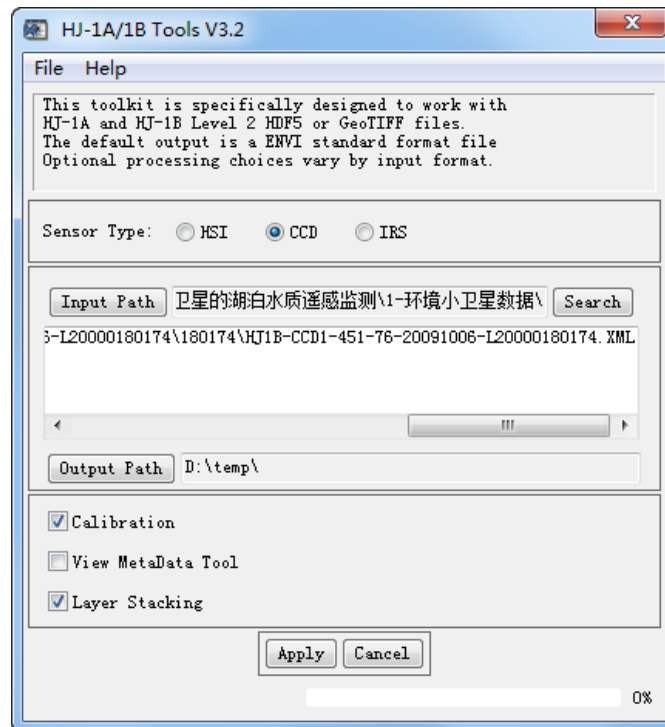 HJ-1A/1B Tools V3.2
File Help
This toolkit is specifically designed to work with
HJ-1A and HJ-1B Level 2 HDF5 or GeoTIFF files.
The default output is a ENVI standard format file
Optional processing choices vary by input format.
Sensor Type: HSI CCD IRS
Input Path 卫星的湖泊水质遥感监测\1-环境小卫星数据\ Search
S-L20000180174\180174\HJ1B-CCD1-451-76-20091006-L20000180174.XML
Output Path D:\temp\
Calibration
View MetaData Tool
Layer Stacking
Apply Cancel
0%